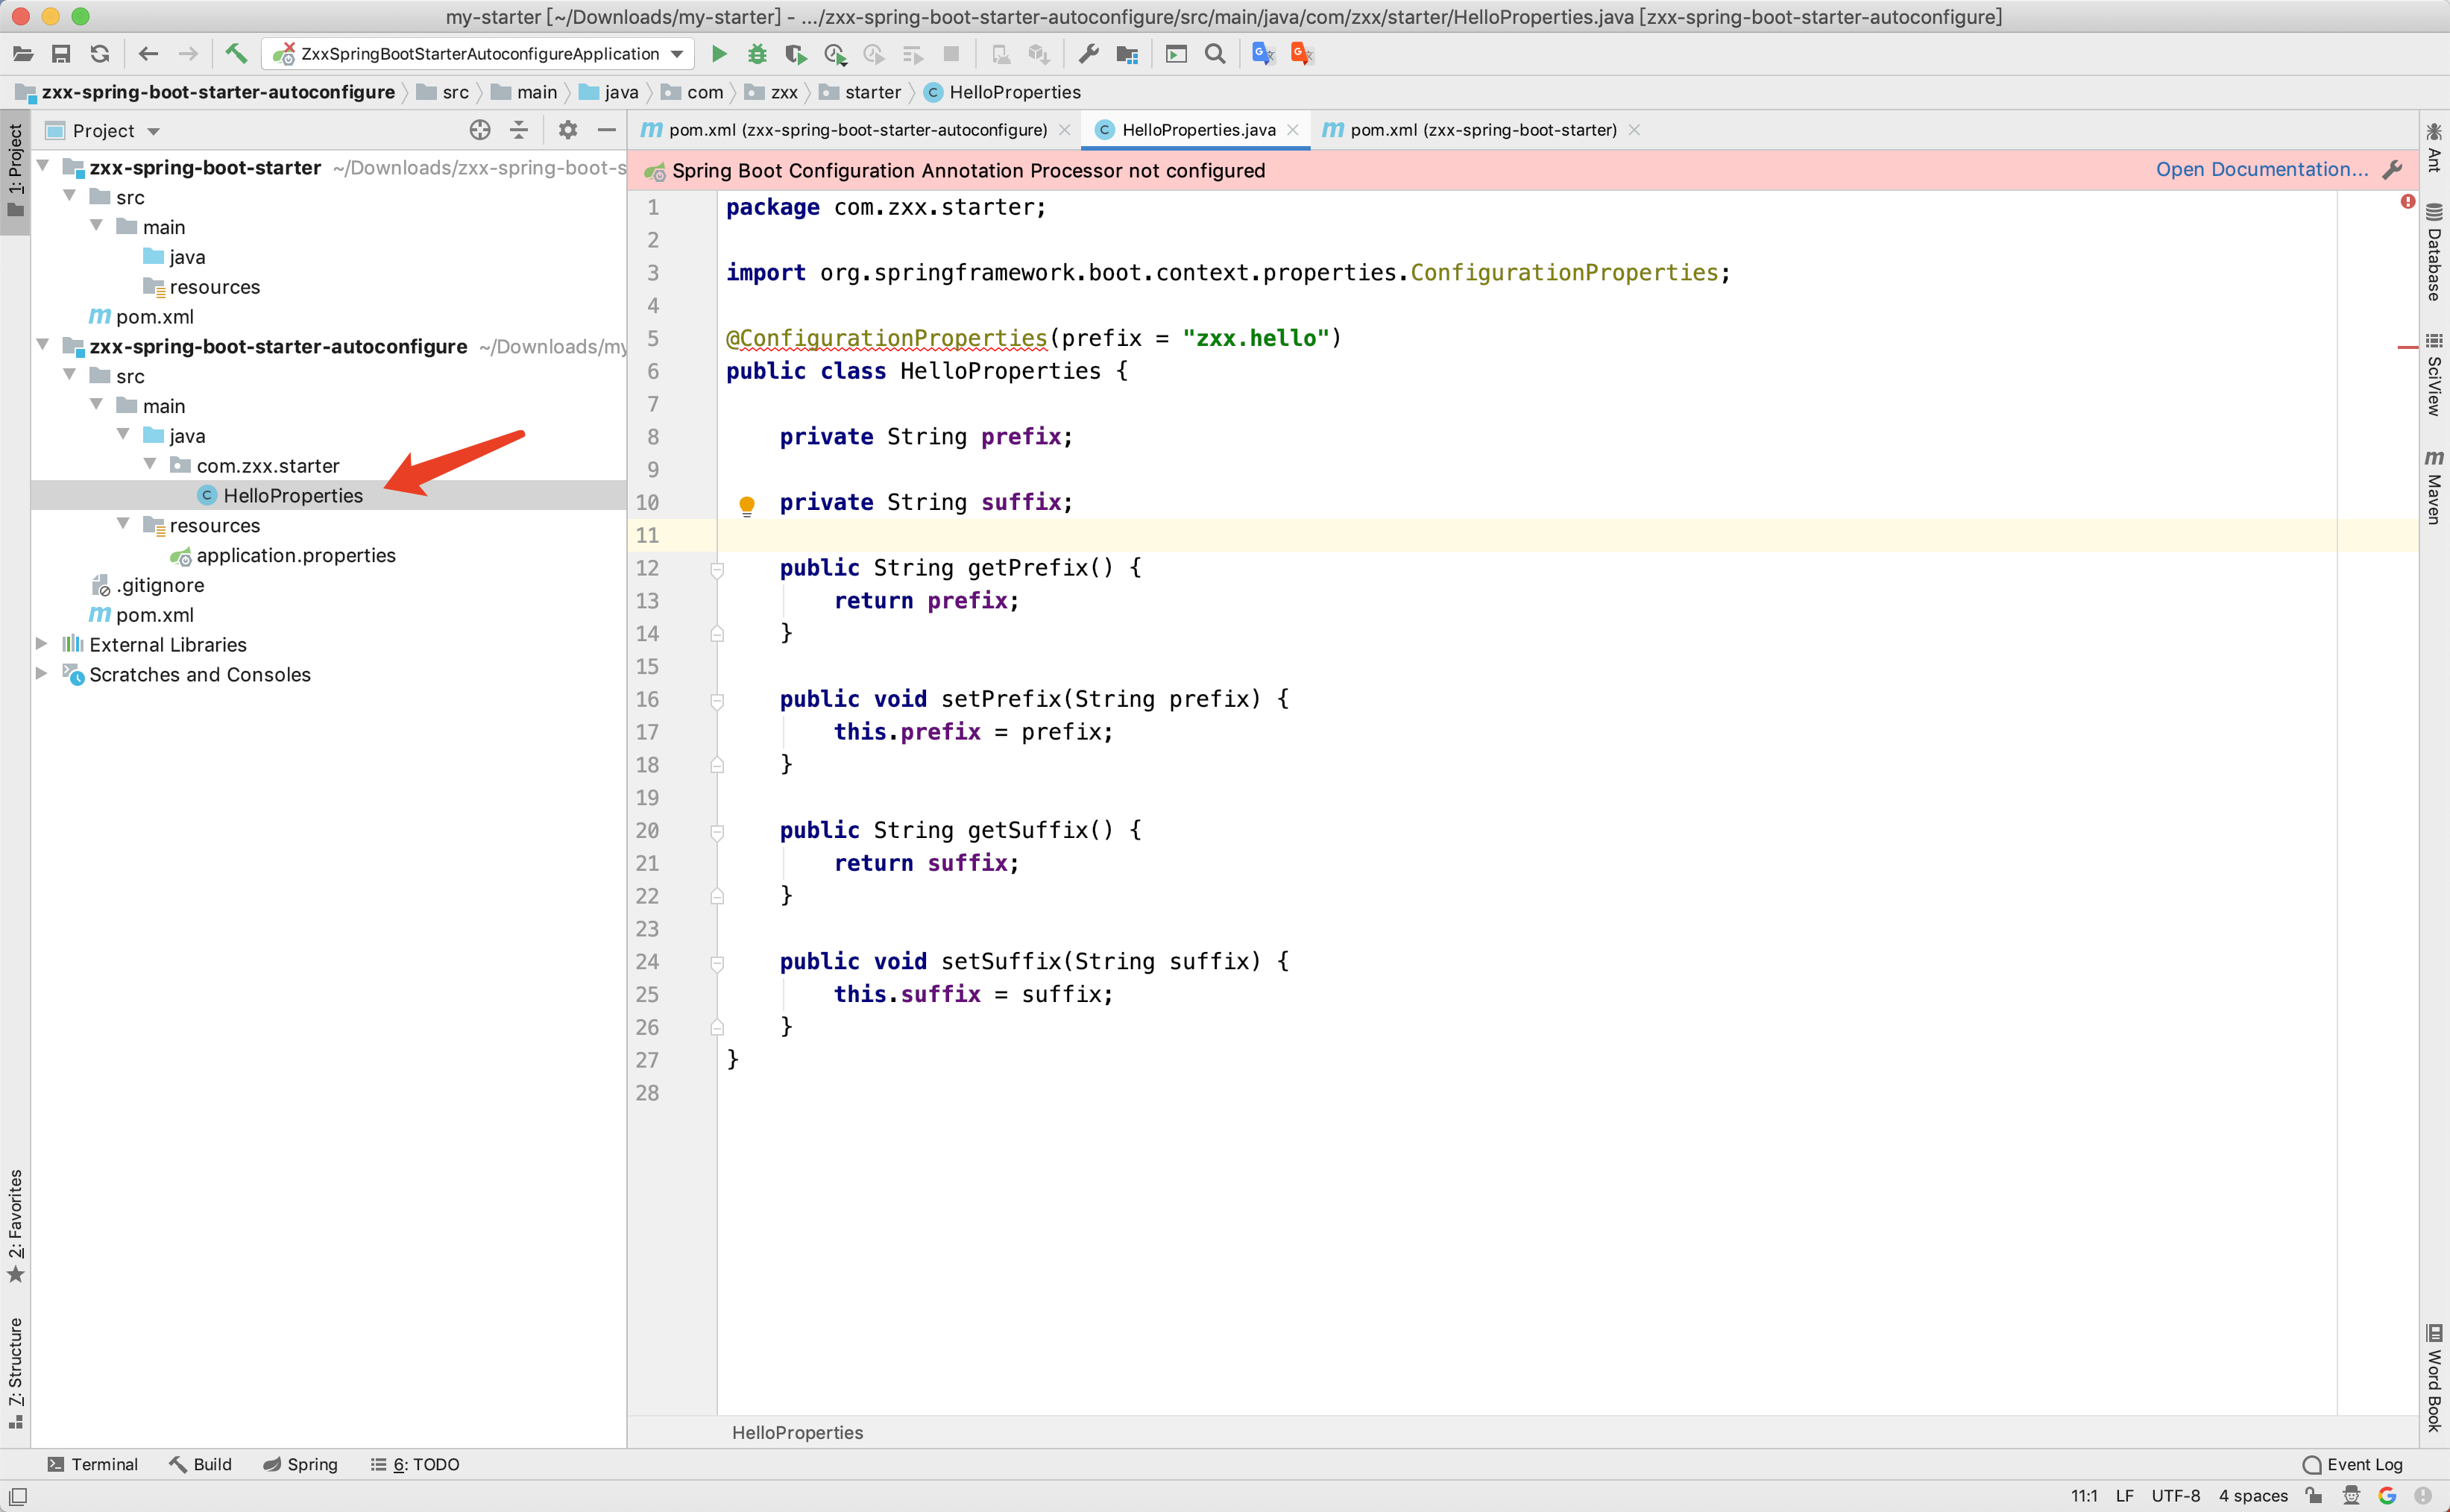 my-starter [~/Downloads/my-starter] - .../zxx-spring-boot-starter-autoconfigure/src/main/java/com/zxx/starter/HelloProperties.java [zxx-spring-boot-starter-autoconfigure]
ZxxSpringBootStarterAutoconfigureApplication
zxx-spring-boot-starter-autoconfigure src main java com zxx starter HelloProperties
1: Project
Project
zxx-spring-boot-starter ~/Downloads/zxx-spring-boot-s
src
main
java
resources
pom.xml
zxx-spring-boot-starter-autoconfigure ~/Downloads/my
src
main
java
com.zxx.starter
HelloProperties
resources
application.properties
.gitignore
pom.xml
External Libraries
Scratches and Consoles
2: Favorites
Z: Structure
pom.xml (zxx-spring-boot-starter-autoconfigure) HelloProperties.java pom.xml (zxx-spring-boot-starter)
Spring Boot Configuration Annotation Processor not configured Open Documentation...
1 package com.zxx.starter;
2
3 import org.springframework.boot.context.properties.ConfigurationProperties;
4
5 @ConfigurationProperties(prefix = "zxx.hello")
6 public class HelloProperties {
7
8     private String prefix;
9
10     private String suffix;
11
12     public String getPrefix() {
13         return prefix;
14     }
15
16     public void setPrefix(String prefix) {
17         this.prefix = prefix;
18     }
19
20     public String getSuffix() {
21         return suffix;
22     }
23
24     public void setSuffix(String suffix) {
25         this.suffix = suffix;
26     }
27 }
28
HelloProperties
Ant
Database
SciView
Maven
Word Book
Terminal Build Spring 6: TODO Event Log
11:1 LF UTF-8 4 spaces